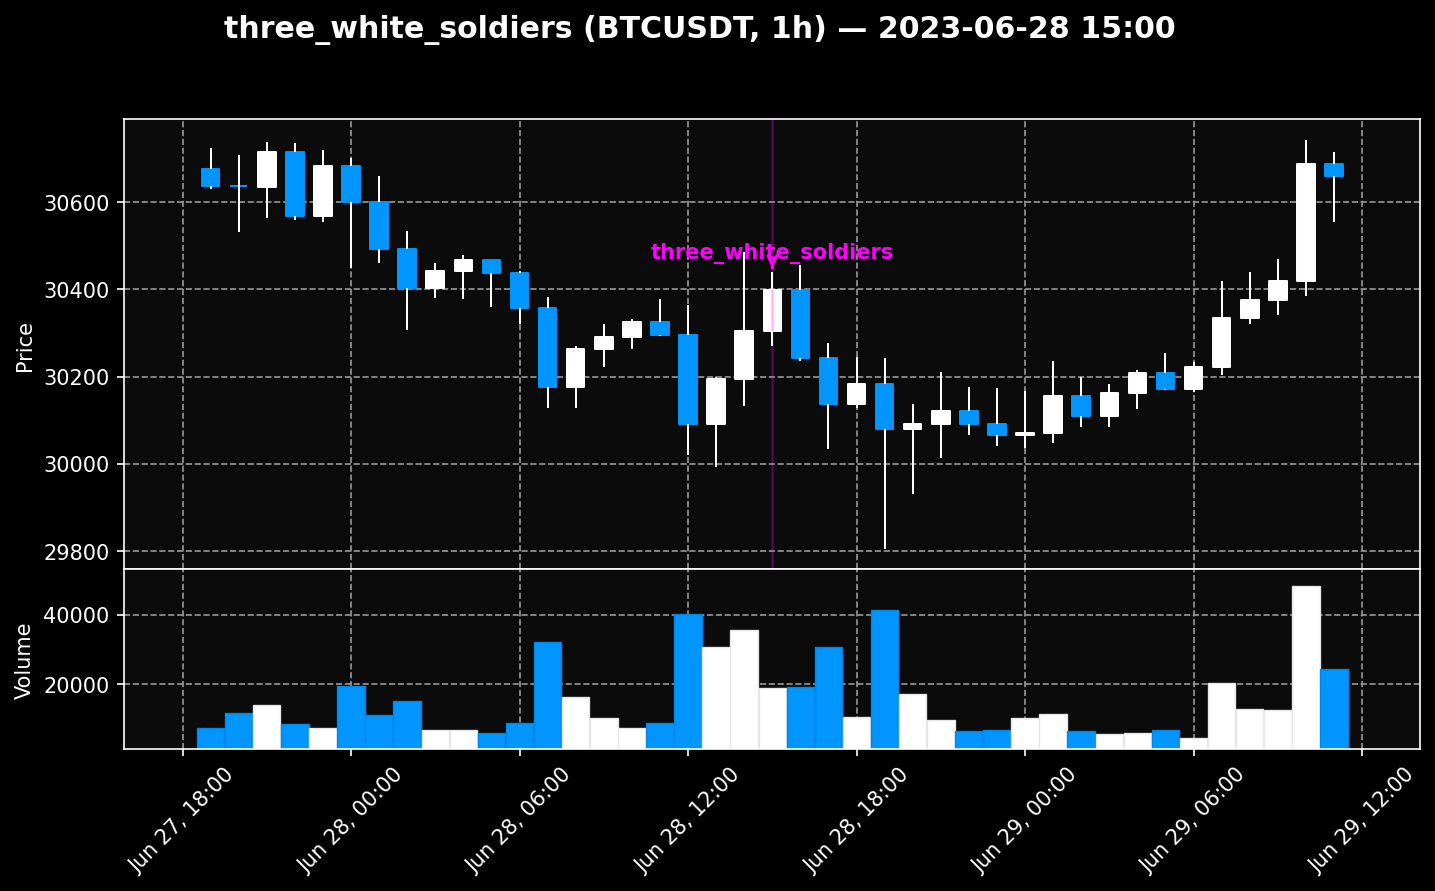 three_white_soldiers (BTCUSDT, 1h) — 2023-06-28 15:00
Price
30600
30400
30200
30000
29800
three_white_soldiers
Volume
40000
20000
Jun 27, 18:00
Jun 28, 00:00
Jun 28, 06:00
Jun 28, 12:00
Jun 28, 18:00
Jun 29, 00:00
Jun 29, 06:00
Jun 29, 12:00